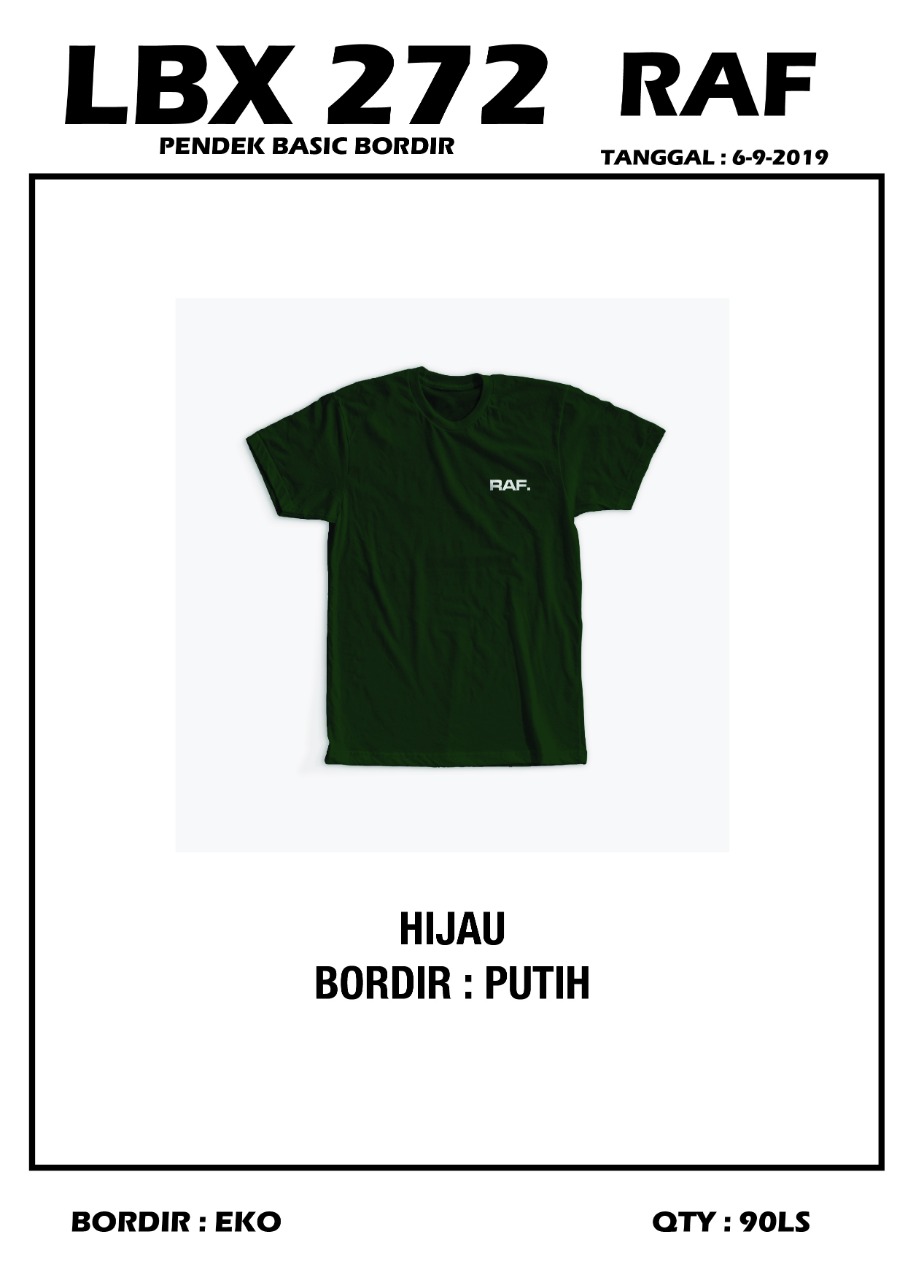 LBX 272
RAF
PENDEK BASIC BORDIR
TANGGAL : 6-9-2019
RAF.
HIJAU
BORDIR : PUTIH
BORDIR : EKO
QTY : 90LS